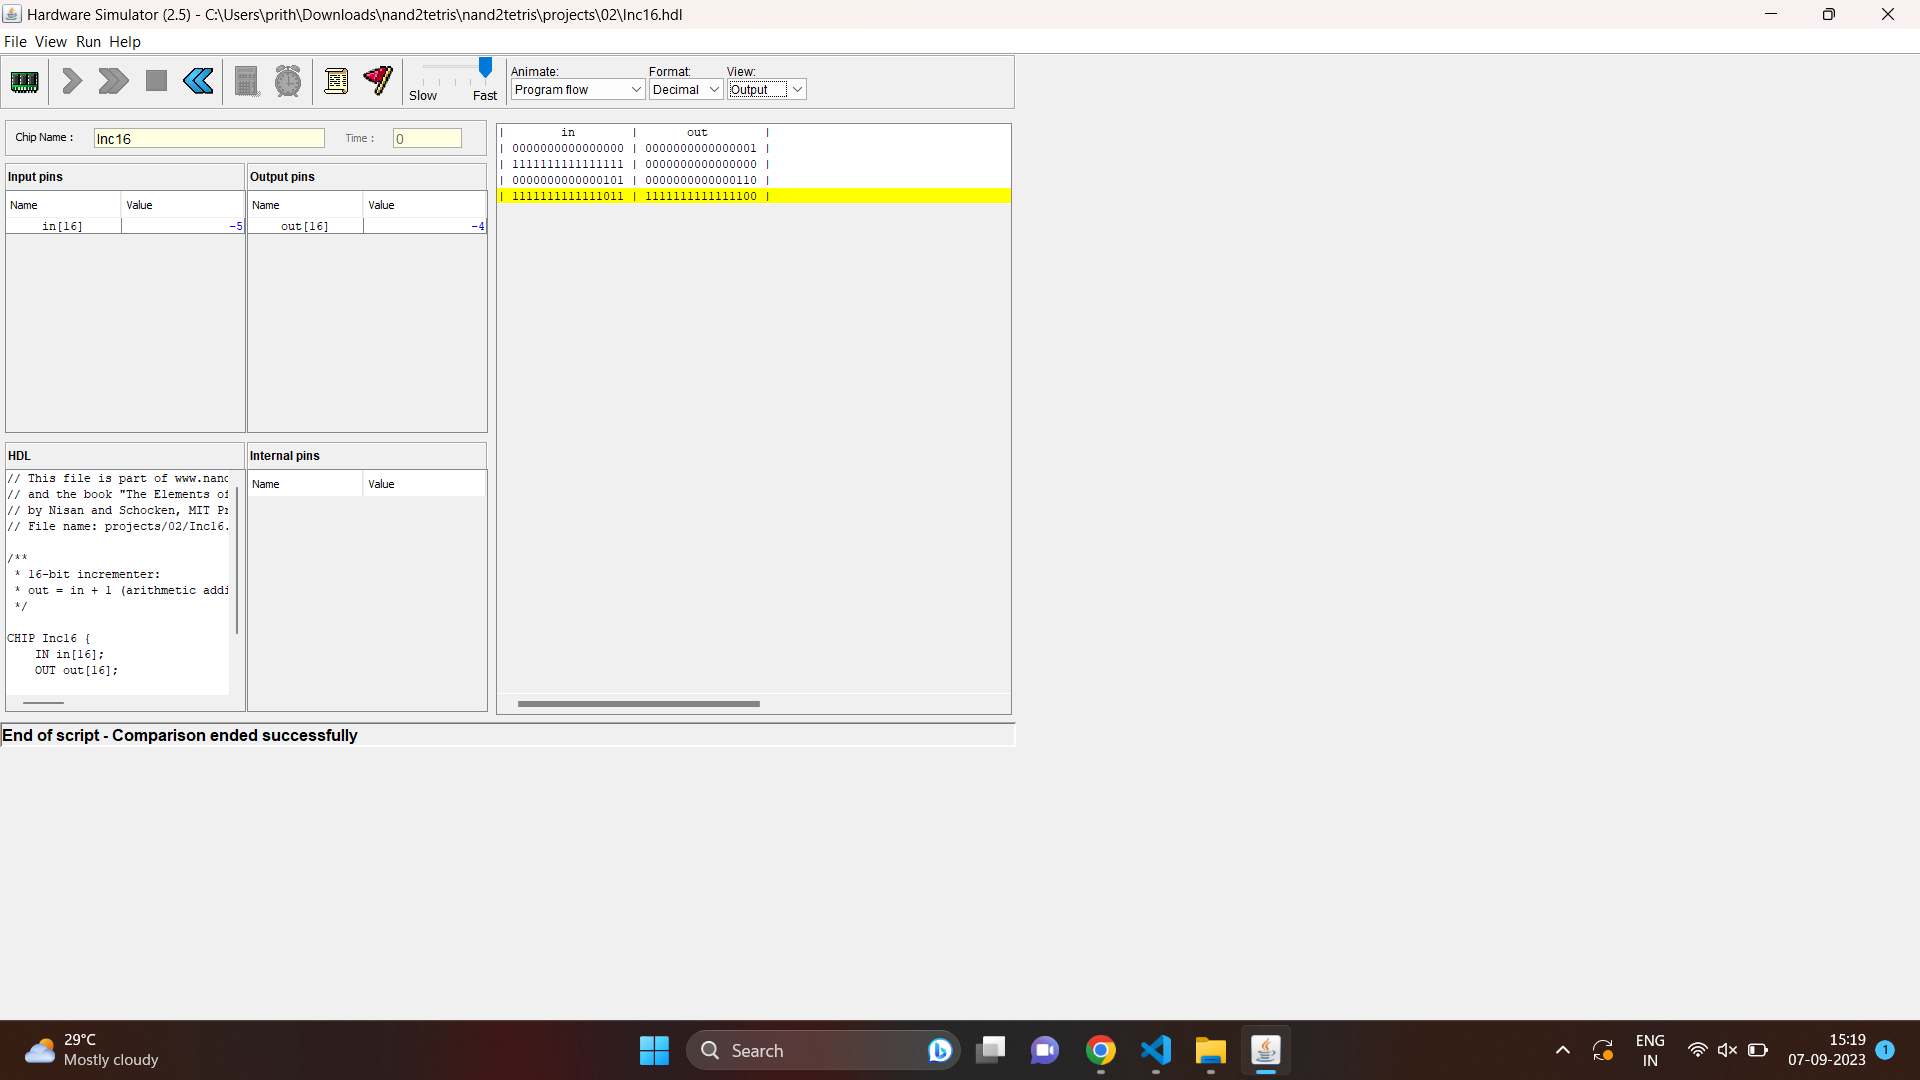 Hardware Simulator (2.5) - C:\Users\prith\Downloads\nand2tetris\nand2tetris\projects\02\Inc16.hdl
File View Run Help
Slow Fast
Animate:
Program flow
Format:
Decimal
View:
Output
Chip Name :
Inc16
Time :
0
Input pins
Name Value
in[16] -5
Output pins
Name Value
out[16] -4
HDL
// This file is part of www.nand
// and the book "The Elements of
// by Nisan and Schocken, MIT Pr
// File name: projects/02/Inc16.
/**
* 16-bit incrementer:
* out = in + 1 (arithmetic addi
*/
CHIP Inc16 {
IN in[16];
OUT out[16];
Internal pins
Name Value
| in | out |
| 0000000000000000 | 0000000000000001 |
| 1111111111111111 | 0000000000000000 |
| 0000000000000101 | 0000000000000110 |
| 1111111111111011 | 1111111111111100 |
End of script - Comparison ended successfully
29°C
Mostly cloudy
Search
ENG
IN
15:19
07-09-2023
1